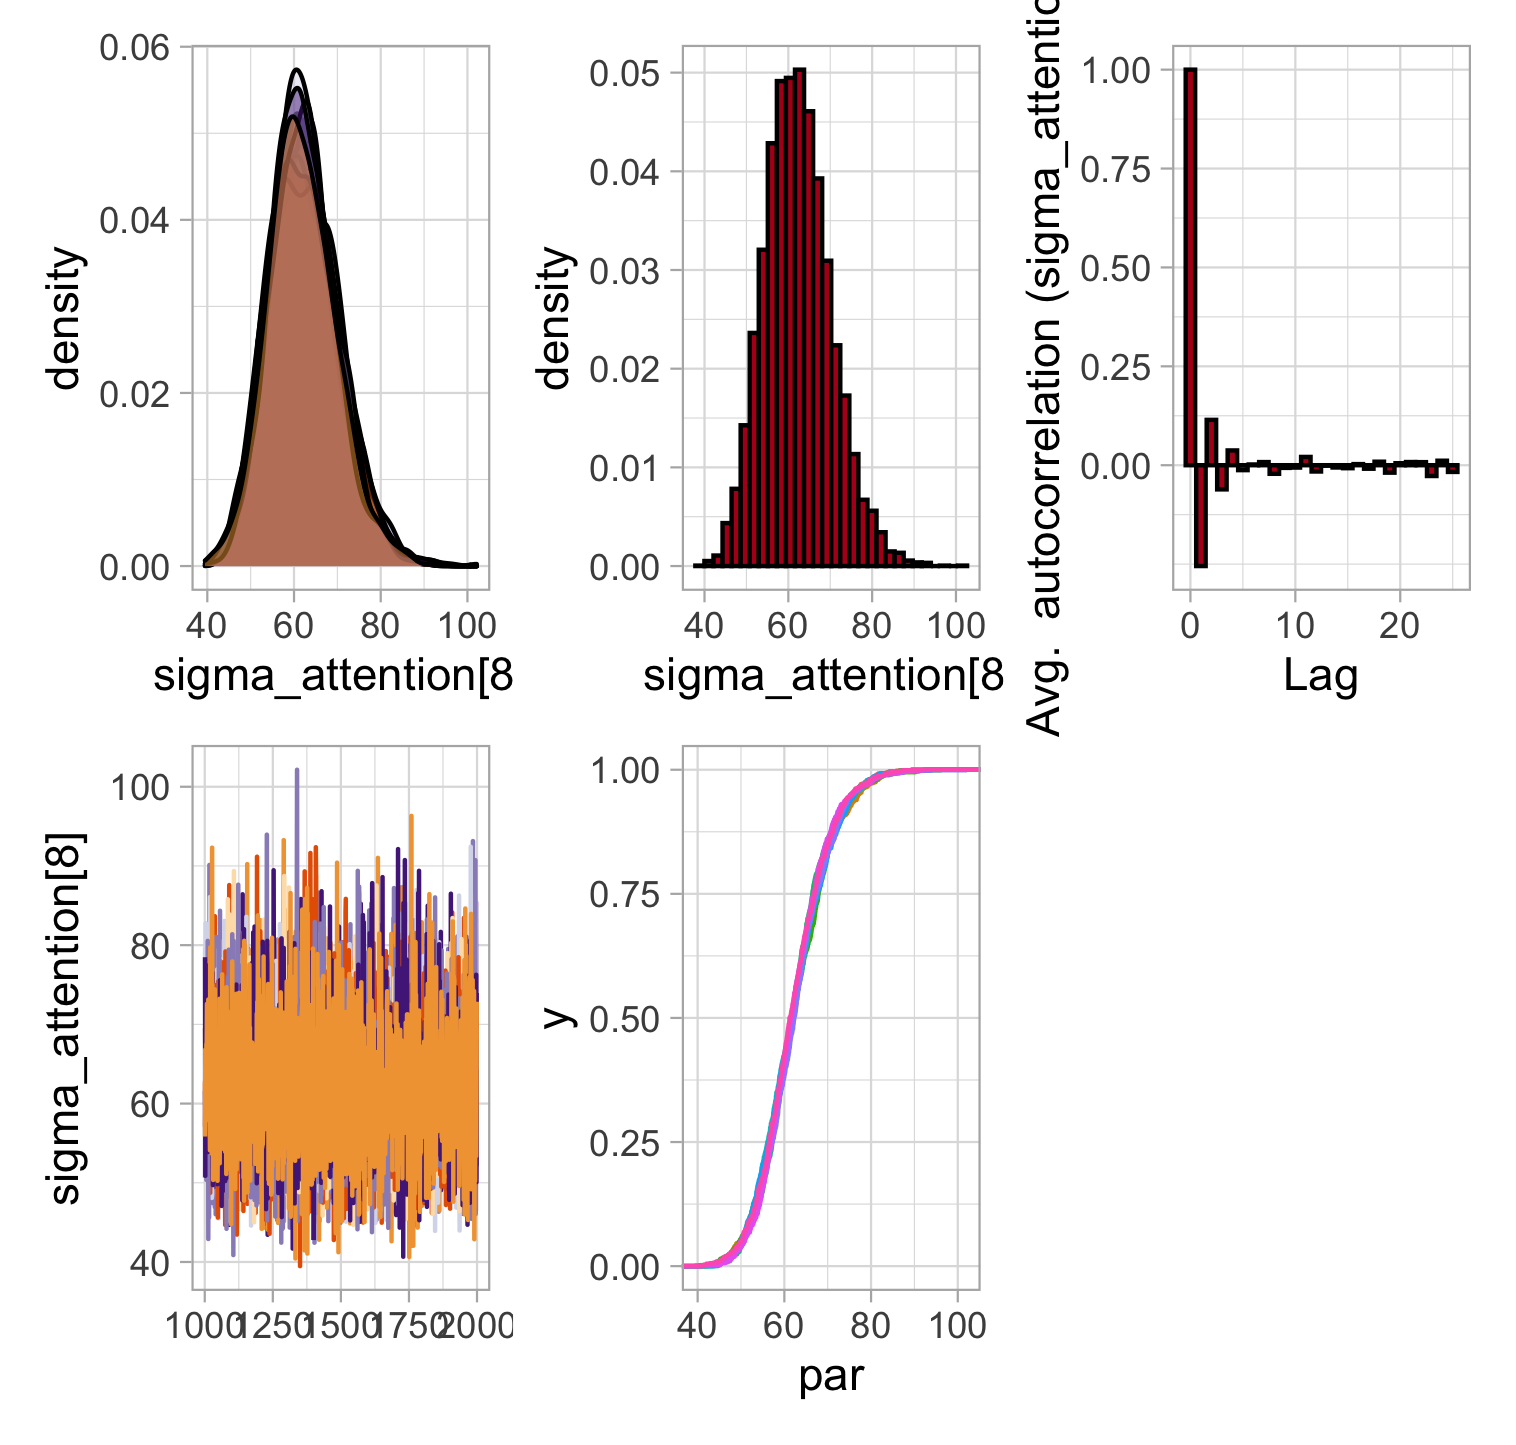 0.06
0.04
0.02
0.00
density
40 60 80 100
sigma_attention[8
0.05
0.04
0.03
0.02
0.01
0.00
density
40 60 80 100
sigma_attention[8
1.00
0.75
0.50
0.25
0.00
Avg. autocorrelation (sigma_attentio
0 10 20
Lag
100
80
60
40
sigma_attention[8]
1000 1250 1500 1750 2000
1.00
0.75
0.50
0.25
0.00
y
40 60 80 100
par